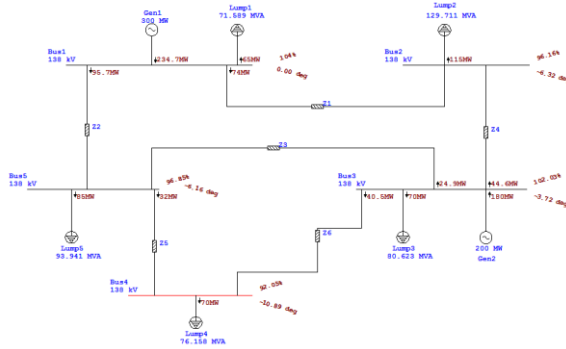 Gen1
300 MW
Lump1
71.589 MVA
Lump2
129.711 MVA
Bus1
138 kV
234.7MW
65MW
104%
0.00 deg
95.7MW
74MW
Bus2
138 kV
115MW
96.16%
-6.32 deg
Z1
Z2
Z3
Z4
Bus5
138 kV
96.85%
-6.16 deg
85MW
32MW
Bus3
138 kV
24.9MW
44.6MW
102.03%
-3.72 deg
40.5MW
70MW
180MW
Lump5
93.941 MVA
Z5
Z6
Lump3
80.623 MVA
200 MW
Gen2
Bus4
138 kV
92.05%
-10.89 deg
70MW
Lump4
76.158 MVA